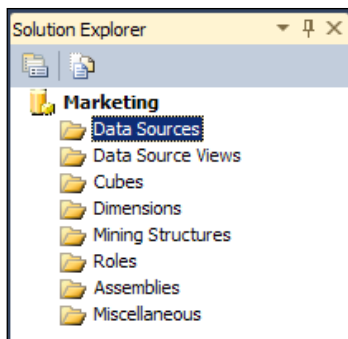 Solution Explorer
Marketing
Data Sources
Data Source Views
Cubes
Dimensions
Mining Structures
Roles
Assemblies
Miscellaneous